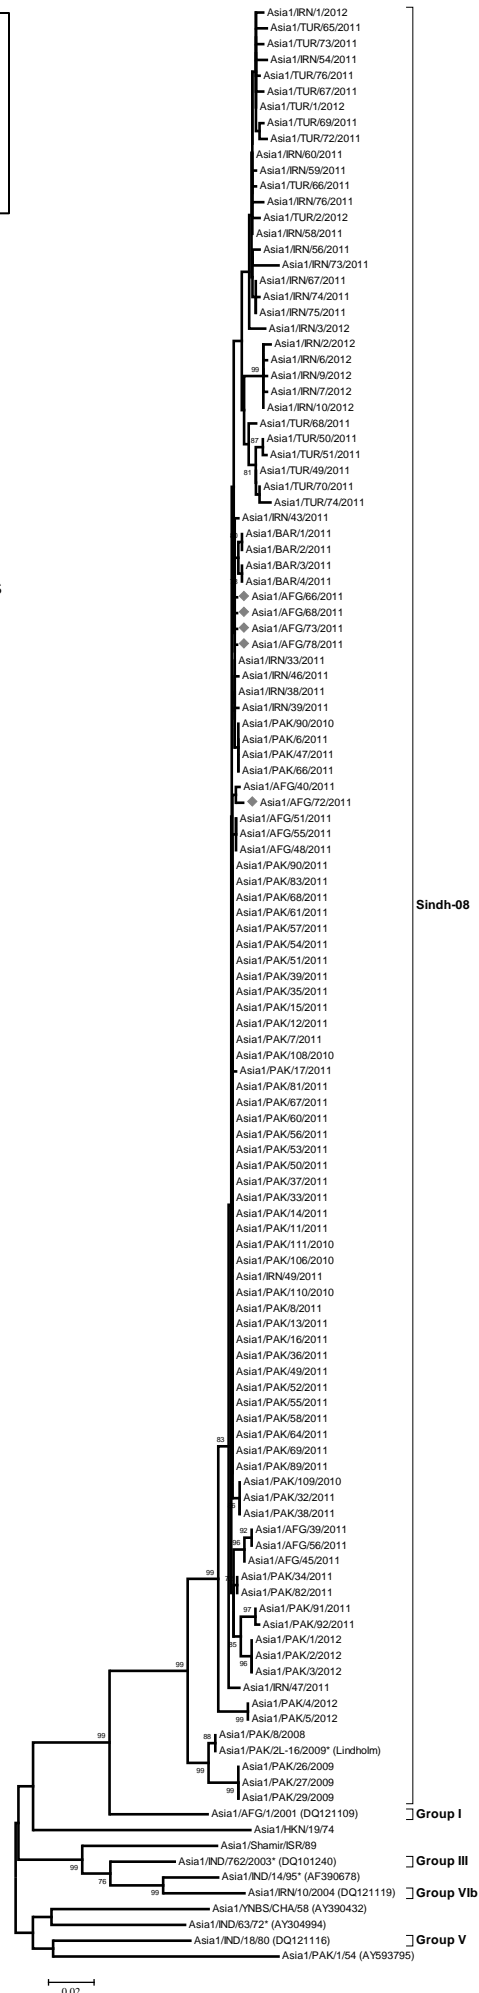 Asia1/IRN/1/2012
Asia1/TUR/65/2011
Asia1/TUR/73/2011
Asia1/IRN/54/2011
Asia1/TUR/76/2011
Asia1/TUR/67/2011
Asia1/TUR/1/2012
Asia1/TUR/69/2011
Asia1/TUR/72/2011
Asia1/IRN/60/2011
Asia1/IRN/59/2011
Asia1/TUR/66/2011
Asia1/IRN/76/2011
Asia1/TUR/2/2012
Asia1/IRN/58/2011
Asia1/IRN/56/2011
Asia1/IRN/73/2011
Asia1/IRN/67/2011
Asia1/IRN/74/2011
Asia1/IRN/75/2011
Asia1/IRN/3/2012
Asia1/IRN/2/2012
Asia1/IRN/6/2012
99
Asia1/IRN/9/2012
Asia1/IRN/7/2012
Asia1/IRN/10/2012
Asia1/TUR/68/2011
87
Asia1/TUR/50/2011
Asia1/TUR/51/2011
81
Asia1/TUR/49/2011
Asia1/TUR/70/2011
Asia1/TUR/74/2011
Asia1/IRN/43/2011
Asia1/BAR/1/2011
Asia1/BAR/2/2011
Asia1/BAR/3/2011
Asia1/BAR/4/2011
Asia1/AFG/66/2011
Asia1/AFG/68/2011
Asia1/AFG/73/2011
Asia1/AFG/78/2011
Asia1/IRN/33/2011
Asia1/IRN/46/2011
Asia1/IRN/38/2011
Asia1/IRN/39/2011
Asia1/PAK/90/2010
Asia1/PAK/6/2011
Asia1/PAK/47/2011
Asia1/PAK/66/2011
Asia1/AFG/40/2011
Asia1/AFG/72/2011
Asia1/AFG/51/2011
Asia1/AFG/55/2011
Asia1/AFG/48/2011
Asia1/PAK/90/2011
Asia1/PAK/83/2011
Asia1/PAK/68/2011
Sindh-08
Asia1/PAK/61/2011
Asia1/PAK/57/2011
Asia1/PAK/54/2011
Asia1/PAK/51/2011
Asia1/PAK/39/2011
Asia1/PAK/35/2011
Asia1/PAK/15/2011
Asia1/PAK/12/2011
Asia1/PAK/7/2011
Asia1/PAK/108/2010
Asia1/PAK/17/2011
Asia1/PAK/81/2011
Asia1/PAK/67/2011
Asia1/PAK/60/2011
Asia1/PAK/56/2011
Asia1/PAK/53/2011
Asia1/PAK/50/2011
Asia1/PAK/37/2011
Asia1/PAK/33/2011
Asia1/PAK/14/2011
Asia1/PAK/11/2011
Asia1/PAK/111/2010
Asia1/PAK/106/2010
Asia1/IRN/49/2011
Asia1/PAK/110/2010
Asia1/PAK/8/2011
Asia1/PAK/13/2011
Asia1/PAK/16/2011
Asia1/PAK/36/2011
Asia1/PAK/49/2011
Asia1/PAK/52/2011
Asia1/PAK/55/2011
Asia1/PAK/58/2011
Asia1/PAK/64/2011
83
Asia1/PAK/69/2011
Asia1/PAK/89/2011
Asia1/PAK/109/2010
Asia1/PAK/32/2011
Asia1/PAK/38/2011
92
Asia1/AFG/39/2011
96
Asia1/AFG/56/2011
Asia1/AFG/45/2011
99
Asia1/PAK/34/2011
Asia1/PAK/82/2011
97
Asia1/PAK/91/2011
Asia1/PAK/92/2011
85
Asia1/PAK/1/2012
Asia1/PAK/2/2012
96
99
Asia1/PAK/3/2012
Asia1/IRN/47/2011
Asia1/PAK/4/2012
99
Asia1/PAK/5/2012
88
Asia1/PAK/8/2008
99
Asia1/PAK/2L-16/2009* (Lindholm)
99
Asia1/PAK/26/2009
Asia1/PAK/27/2009
99
Asia1/PAK/29/2009
Asia1/AFG/1/2001 (DQ121109)
Group I
Asia1/HKN/19/74
Asia1/Shamir/ISR/89
99
Asia1/IND/762/2003* (DQ101240)
Group III
76
Asia1/IND/14/95* (AF390678)
99
Asia1/IRN/10/2004 (DQ121119)
Group VIb
Asia1/YNBS/CHA/58 (AY390432)
Asia1/IND/63/72* (AY304994)
Asia1/IND/18/80 (DQ121116)
Group V
Asia1/PAK/1/54 (AY593795)
0.02